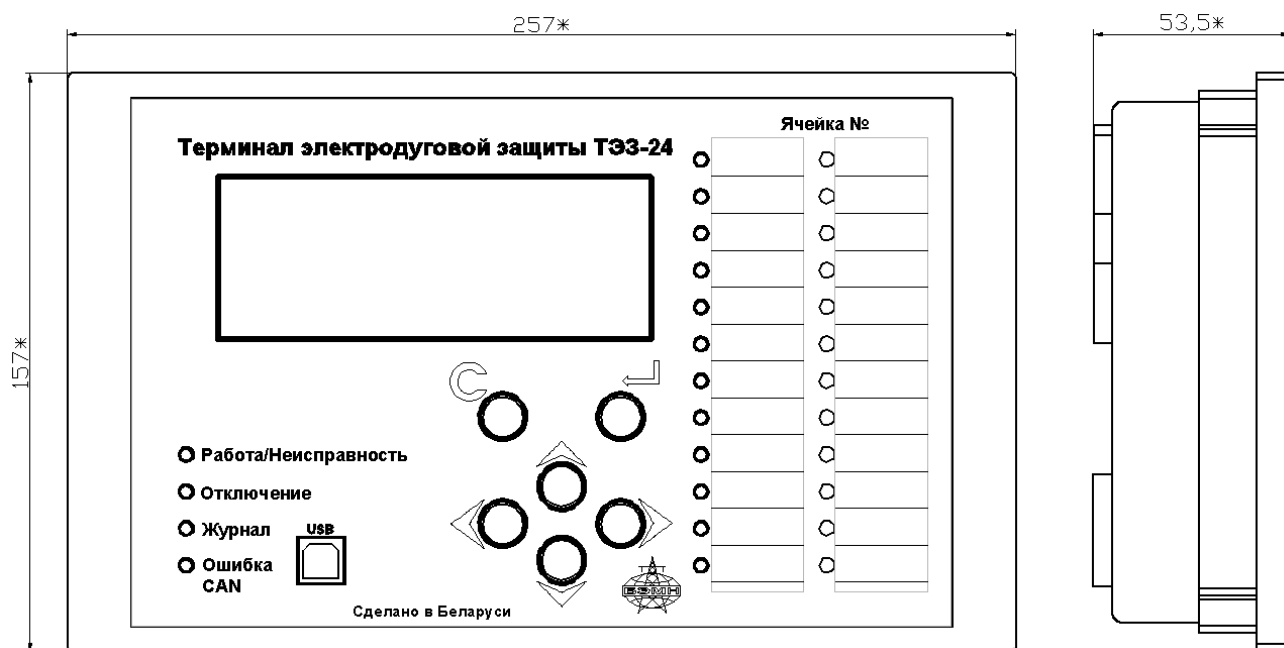 257*
53,5*
157*
Ячейка №
Терминал электродуговой защиты ТЭЗ-24
C
Работа/Неисправность
Отключение
Журнал
USB
Ошибка
CAN
БЭМН
Сделано в Беларуси